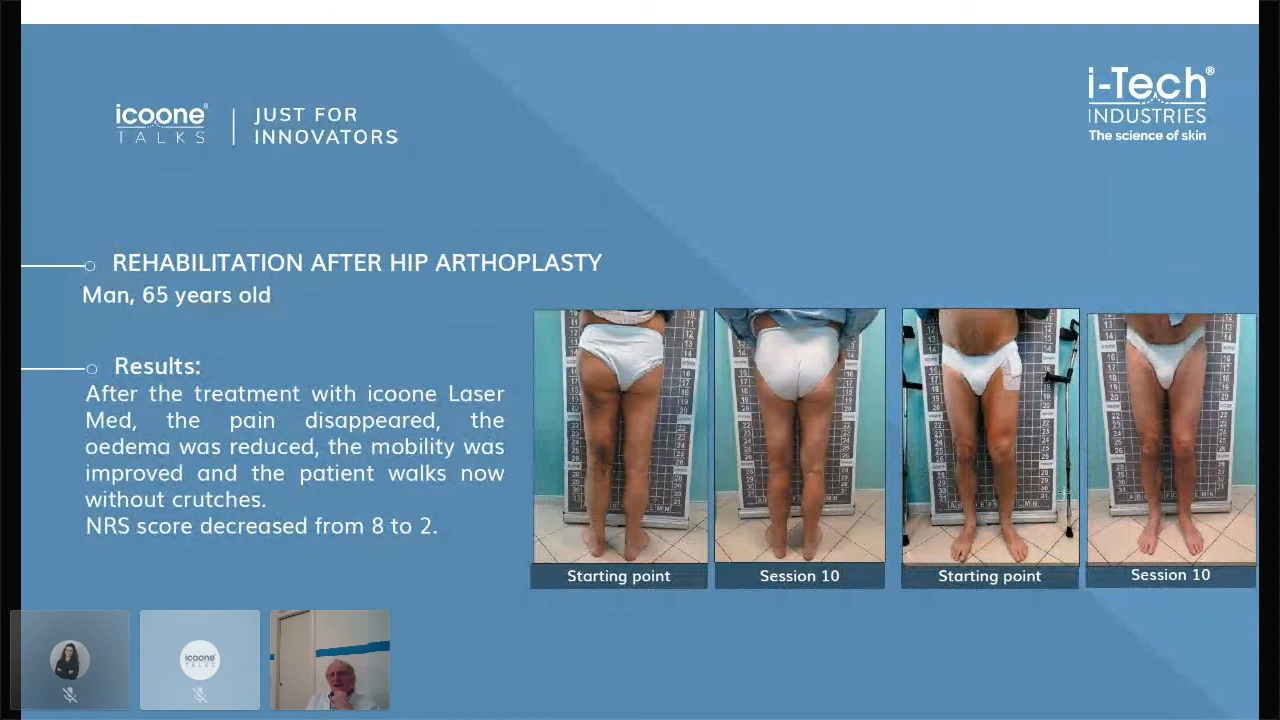 icoone®
TALKS
JUST FOR
INNOVATORS
i-Tech®
INDUSTRIES
The science of skin
REHABILITATION AFTER HIP ARTHOPLASTY
Man, 65 years old
Results:
After the treatment with icoone Laser
Med, the pain disappeared, the
oedema was reduced, the mobility was
improved and the patient walks now
without crutches.
NRS score decreased from 8 to 2.
Starting point
Session 10
Starting point
Session 10
icoone
TALKS